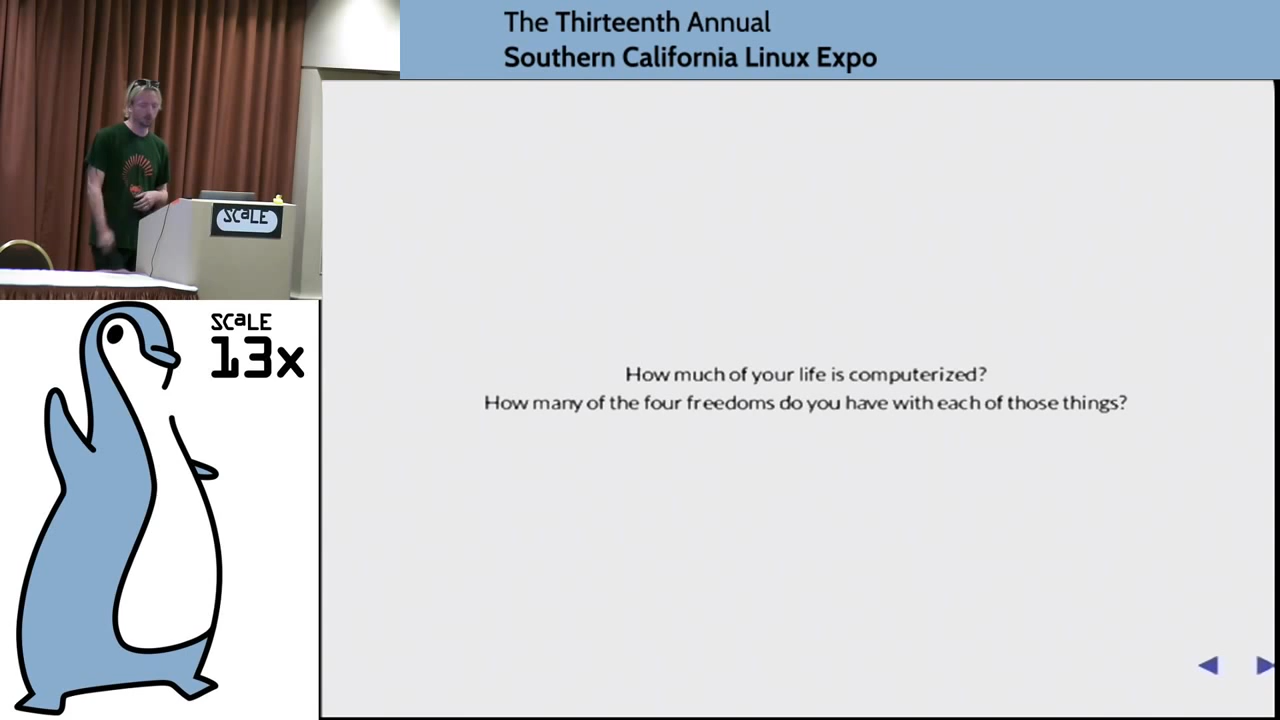 The Thirteenth Annual
Southern California Linux Expo
SCaLE
SCaLE
13x
How much of your life is computerized?
How many of the four freedoms do you have with each of those things?